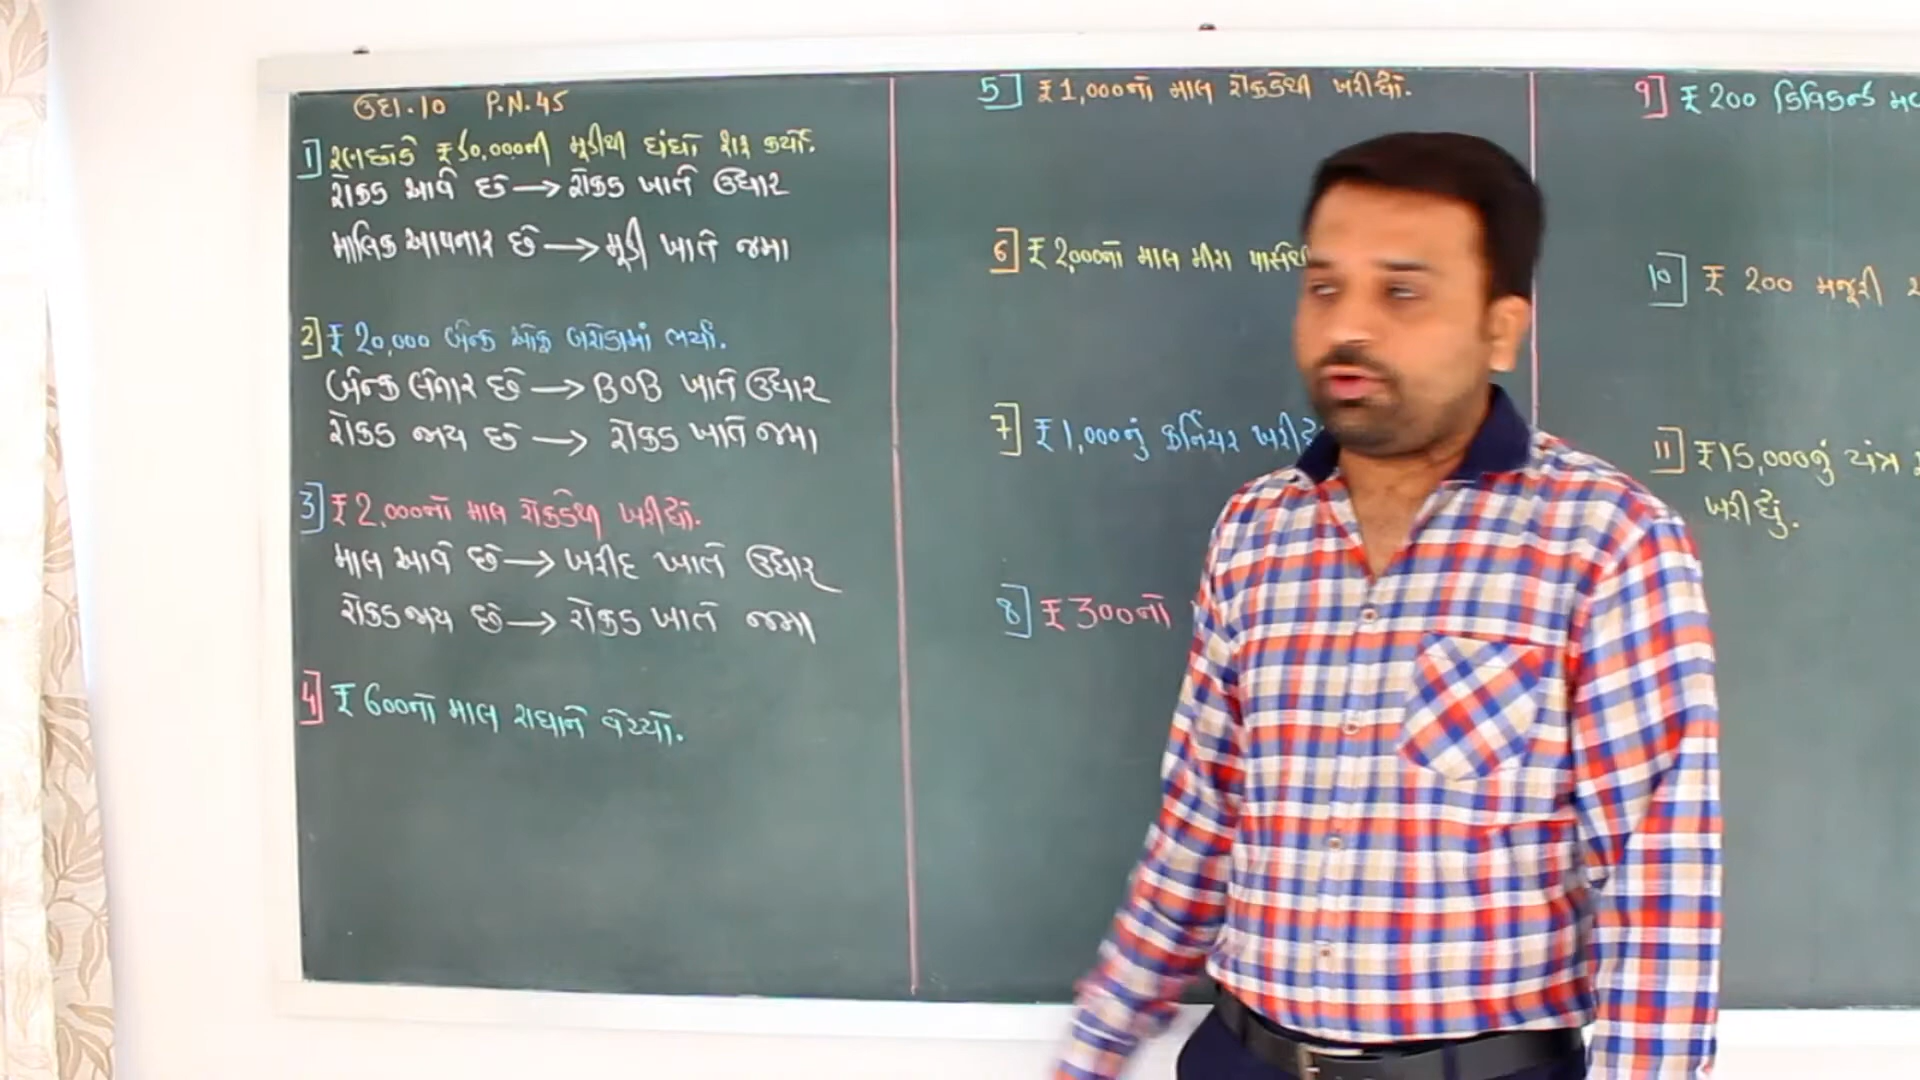 ઉદા.10 P.N.45
1] રણછોડે ₹ 50,000ની મૂડીથી ધંધો શરૂ કર્યો.
રોકડ આવે છે → રોકડ ખાતે ઉધાર
માલિક આપનાર છે → મૂડી ખાતે જમા
2] ₹ 20,000 બેન્ક ઓફ બરોડામાં ભર્યા.
બેન્ક લેનાર છે → BOB ખાતે ઉધાર
રોકડ જાય છે → રોકડ ખાતે જમા
3] ₹ 2,000નો માલ રોકડેથી ખરીદ્યો.
માલ આવે છે → ખરીદ ખાતે ઉધાર
રોકડ જાય છે → રોકડ ખાતે જમા
4] ₹ 600નો માલ રાધાને વેચ્યો.
5] ₹ 1,000નો માલ રોકડેથી ખરીદ્યો.
6] ₹ 2,000નો માલ મીરા પાસેથી
7] ₹ 1,000નું ફર્નિચર
8] ₹ 300નો
9] ₹ 200
10] ₹ 200 મજૂરી
11] ₹ 15,000નું યંત્ર
ખરીદ્યું.